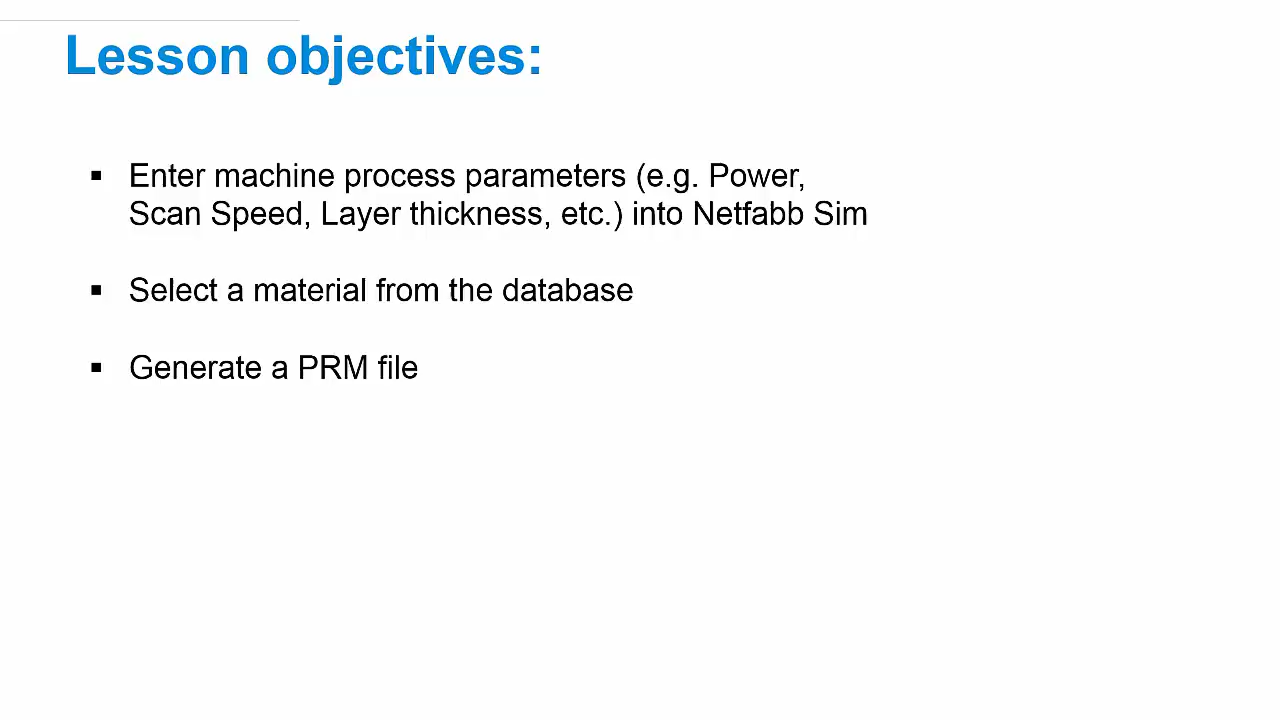 Lesson objectives:
▪ Enter machine process parameters (e.g. Power,
Scan Speed, Layer thickness, etc.) into Netfabb Sim
▪ Select a material from the database
▪ Generate a PRM file